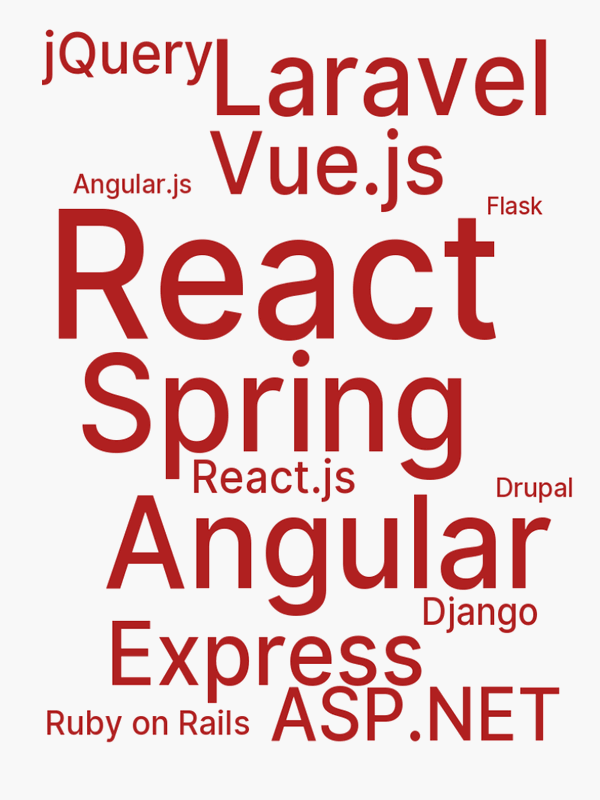 jQuery
Laravel
Vue.js
Angular.js
Flask
React
Spring
React.js
Drupal
Angular
Django
Express
Ruby on Rails
ASP.NET